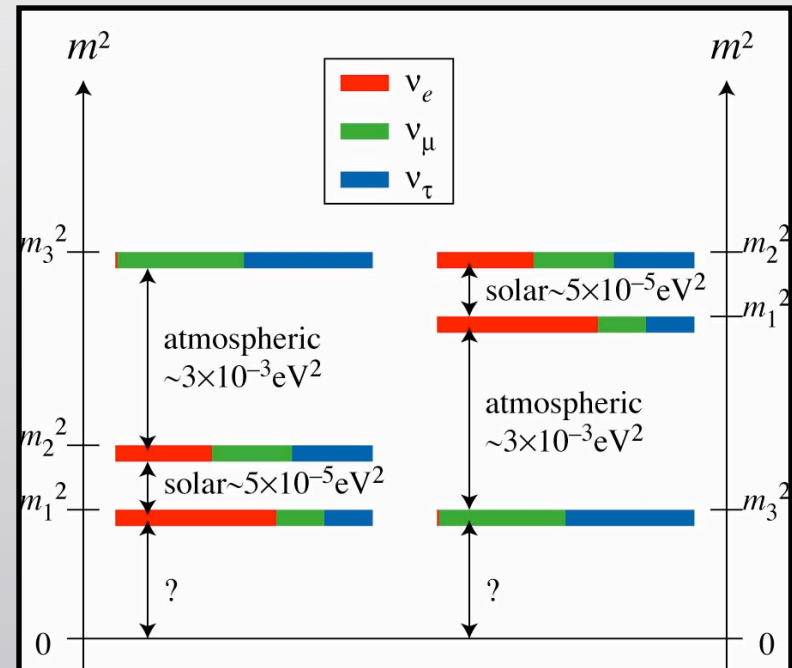 m² m²
νₑ
ν_μ
ν_τ
m₃² m₂²
solar~5×10⁻⁵eV²
m₁²
atmospheric
~3×10⁻³eV²
atmospheric
~3×10⁻³eV²
m₂²
solar~5×10⁻⁵eV²
m₁² m₃²
? ?
0 0